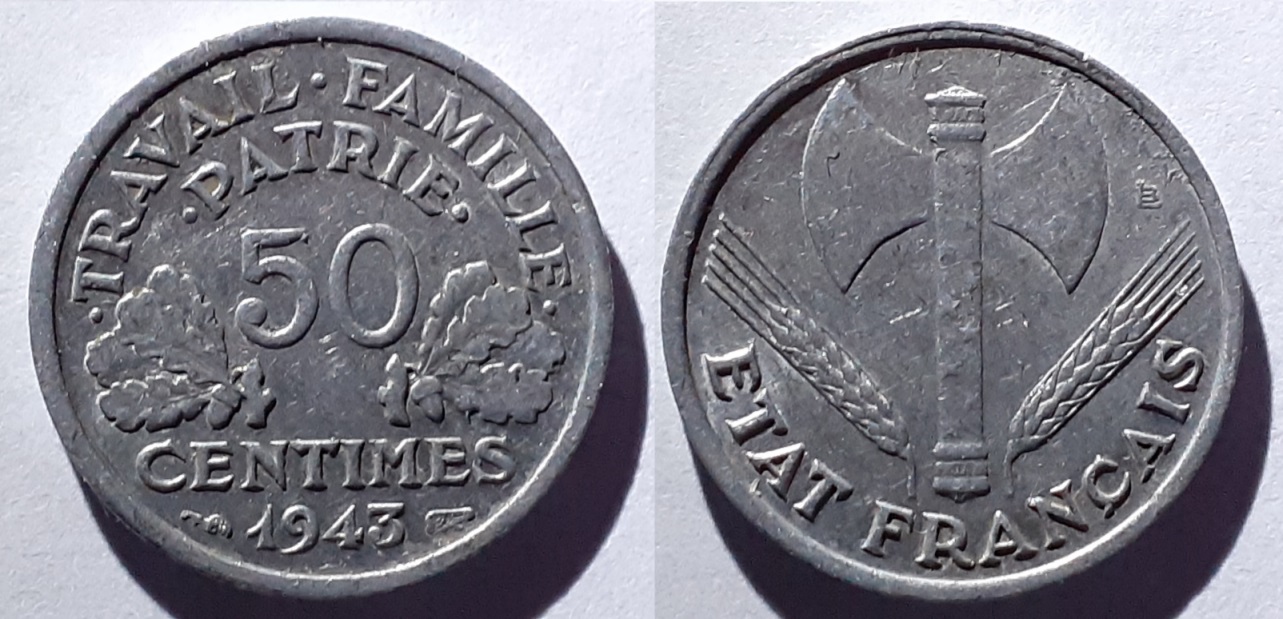 TRAVAIL · FAMILLE
· PATRIE ·
50
CENTIMES
1943
ETAT FRANÇAIS